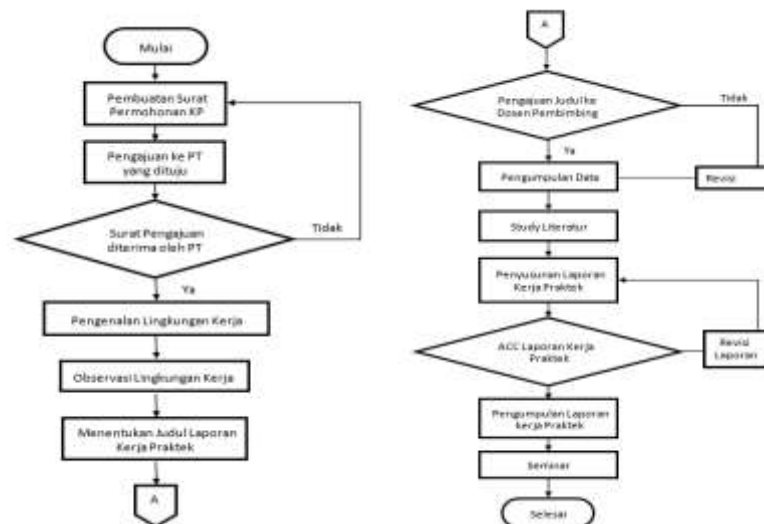 Mulai
Pembuatan Surat
Permohonan KP
Pengajuan ke PT
yang dituju
Surat Pengajuan
diterima oleh PT
Tidak
Ya
Pengenalan Lingkungan Kerja
Observasi Lingkungan Kerja
Menentukan Judul Laporan
Kerja Praktek
A
A
Pengajuan Judul ke
Dosen Pembimbing
Tidak
Ya
Pengumpulan Data
Revisi
Study Literatur
Penyusunan Laporan
Kerja Praktek
ACC Laporan Kerja
Praktek
Revisi
Laporan
Pengumpulan Laporan
kerja Praktek
Seminar
Selesai